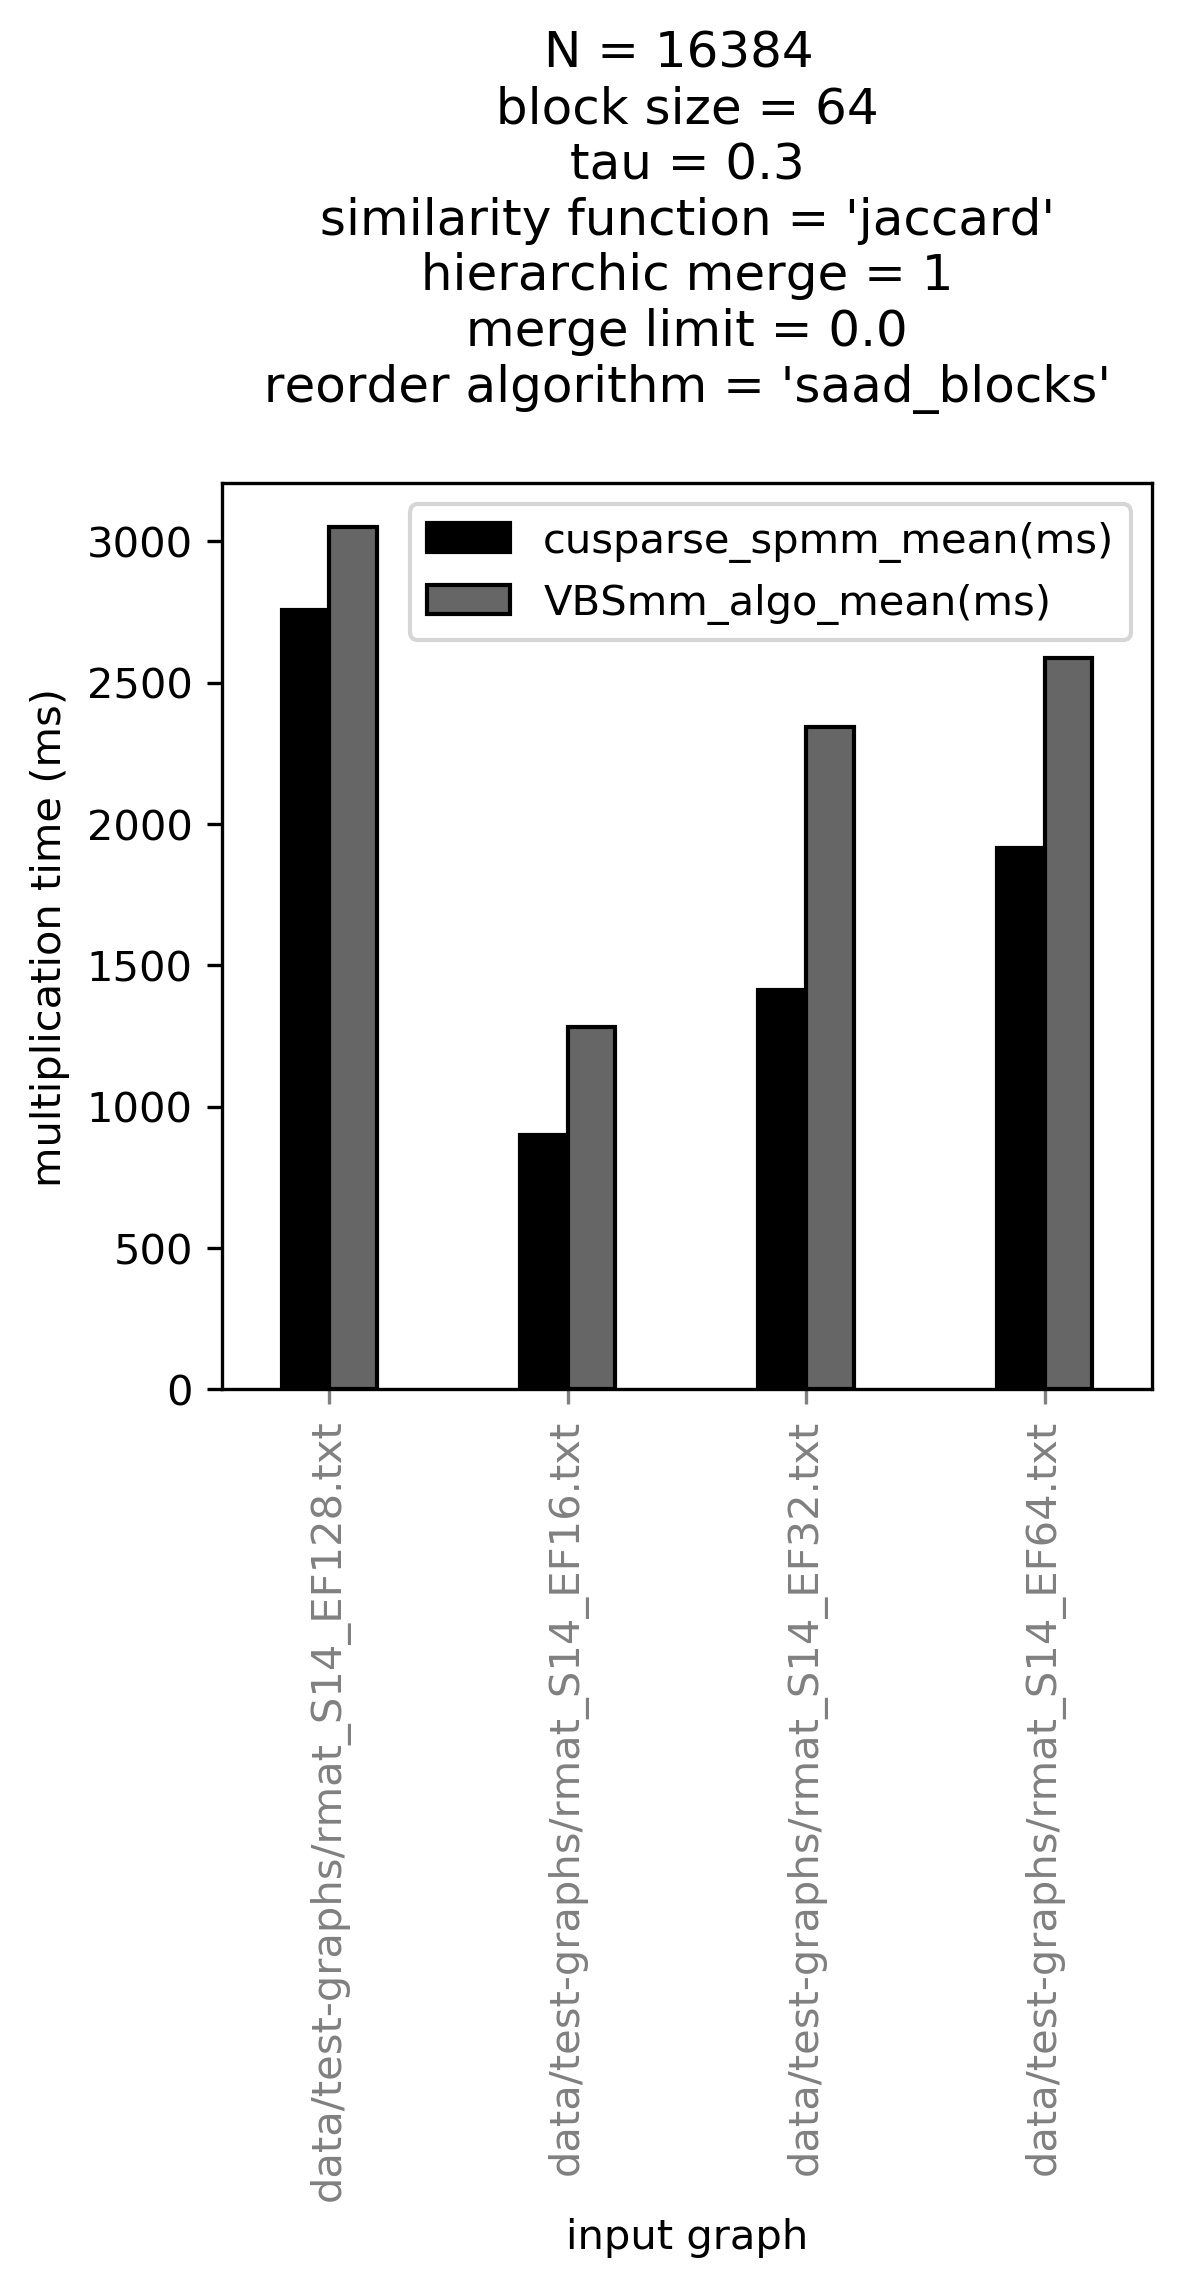 N = 16384
block size = 64
tau = 0.3
similarity function = 'jaccard'
hierarchic merge = 1
merge limit = 0.0
reorder algorithm = 'saad_blocks'
cusparse_spmm_mean(ms)
VBSmm_algo_mean(ms)
3000
2500
2000
1500
1000
500
0
multiplication time (ms)
data/test-graphs/rmat_S14_EF128.txt
data/test-graphs/rmat_S14_EF16.txt
data/test-graphs/rmat_S14_EF32.txt
data/test-graphs/rmat_S14_EF64.txt
input graph